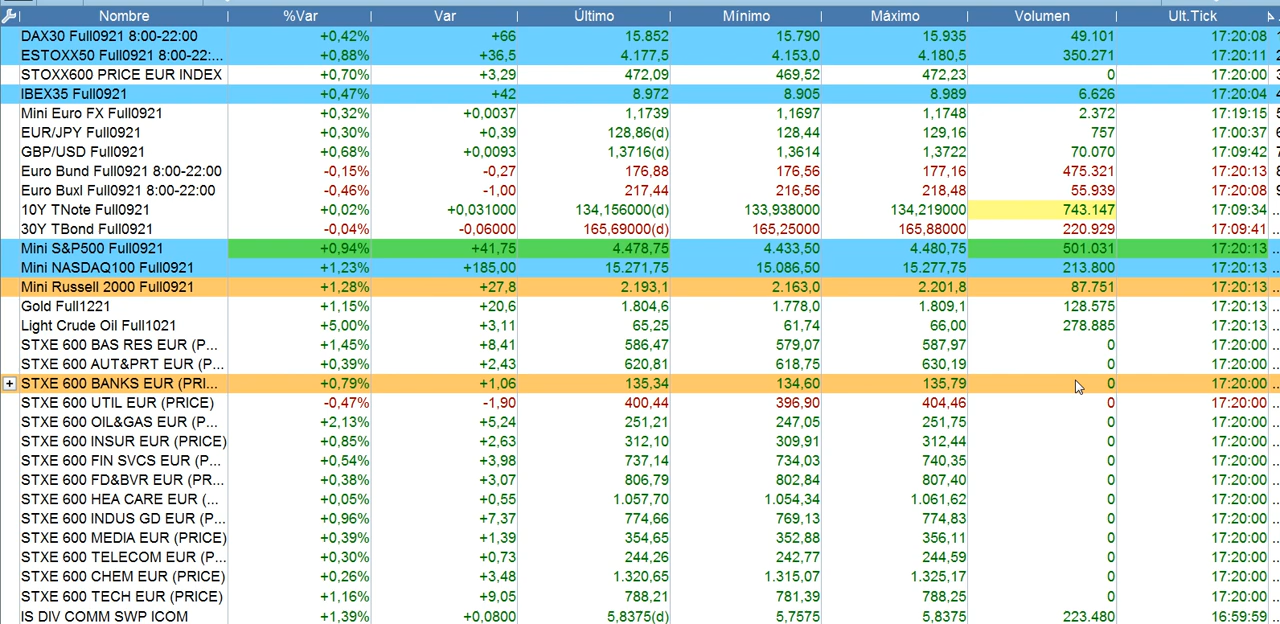 Nombre %Var Var Último Mínimo Máximo Volumen Ult.Tick
DAX30 Full0921 8:00-22:00 +0,42% +66 15.852 15.790 15.935 49.101 17:20:08
ESTOXX50 Full0921 8:00-22:... +0,88% +36,5 4.177,5 4.153,0 4.180,5 350.271 17:20:11
STOXX600 PRICE EUR INDEX +0,70% +3,29 472,09 469,52 472,23 0 17:20:00
IBEX35 Full0921 +0,47% +42 8.972 8.905 8.989 6.626 17:20:04
Mini Euro FX Full0921 +0,32% +0,0037 1,1739 1,1697 1,1748 2.372 17:19:15
EUR/JPY Full0921 +0,30% +0,39 128,86(d) 128,44 129,16 757 17:00:37
GBP/USD Full0921 +0,68% +0,0093 1,3716(d) 1,3614 1,3722 70.070 17:09:42
Euro Bund Full0921 8:00-22:00 -0,15% -0,27 176,88 176,56 177,16 475.321 17:20:13
Euro Buxl Full0921 8:00-22:00 -0,46% -1,00 217,44 216,56 218,48 55.939 17:20:08
10Y TNote Full0921 +0,02% +0,031000 134,156000(d) 133,938000 134,219000 743.147 17:09:34 ...
30Y TBond Full0921 -0,04% -0,06000 165,69000(d) 165,25000 165,88000 220.929 17:09:41 ...
Mini S&P500 Full0921 +0,94% +41,75 4.478,75 4.433,50 4.480,75 501.031 17:20:13 ...
Mini NASDAQ100 Full0921 +1,23% +185,00 15.271,75 15.086,50 15.277,75 213.800 17:20:13 ...
Mini Russell 2000 Full0921 +1,28% +27,8 2.193,1 2.163,0 2.201,8 87.751 17:20:13 ...
Gold Full1221 +1,15% +20,6 1.804,6 1.778,0 1.809,1 128.575 17:20:13 ...
Light Crude Oil Full1021 +5,00% +3,11 65,25 61,74 66,00 278.885 17:20:13 ...
STXE 600 BAS RES EUR (P... +1,45% +8,41 586,47 579,07 587,97 0 17:20:00 ...
STXE 600 AUT&PRT EUR (P... +0,39% +2,43 620,81 618,75 630,19 0 17:20:00 ...
STXE 600 BANKS EUR (PRI... +0,79% +1,06 135,34 134,60 135,79 0 17:20:00 ...
STXE 600 UTIL EUR (PRICE) -0,47% -1,90 400,44 396,90 404,46 0 17:20:00 ...
STXE 600 OIL&GAS EUR (P... +2,13% +5,24 251,21 247,05 251,75 0 17:20:00 ...
STXE 600 INSUR EUR (PRICE) +0,85% +2,63 312,10 309,91 312,44 0 17:20:00 ...
STXE 600 FIN SVCS EUR (P... +0,54% +3,98 737,14 734,03 740,35 0 17:20:00 ...
STXE 600 FD&BVR EUR (PR... +0,38% +3,07 806,79 802,84 807,40 0 17:20:00 ...
STXE 600 HEA CARE EUR (... +0,05% +0,55 1.057,70 1.054,34 1.061,62 0 17:20:00 ...
STXE 600 INDUS GD EUR (P... +0,96% +7,37 774,66 769,13 774,83 0 17:20:00 ...
STXE 600 MEDIA EUR (PRICE) +0,39% +1,39 354,65 352,88 356,11 0 17:20:00 ...
STXE 600 TELECOM EUR (P... +0,30% +0,73 244,26 242,77 244,59 0 17:20:00 ...
STXE 600 CHEM EUR (PRICE) +0,26% +3,48 1.320,65 1.315,07 1.325,17 0 17:20:00 ...
STXE 600 TECH EUR (PRICE) +1,16% +9,05 788,21 781,39 788,25 0 17:20:00 ...
IS DIV COMM SWP ICOM +1,39% +0,0800 5,8375(d) 5,7575 5,8375 223.480 16:59:59 ...